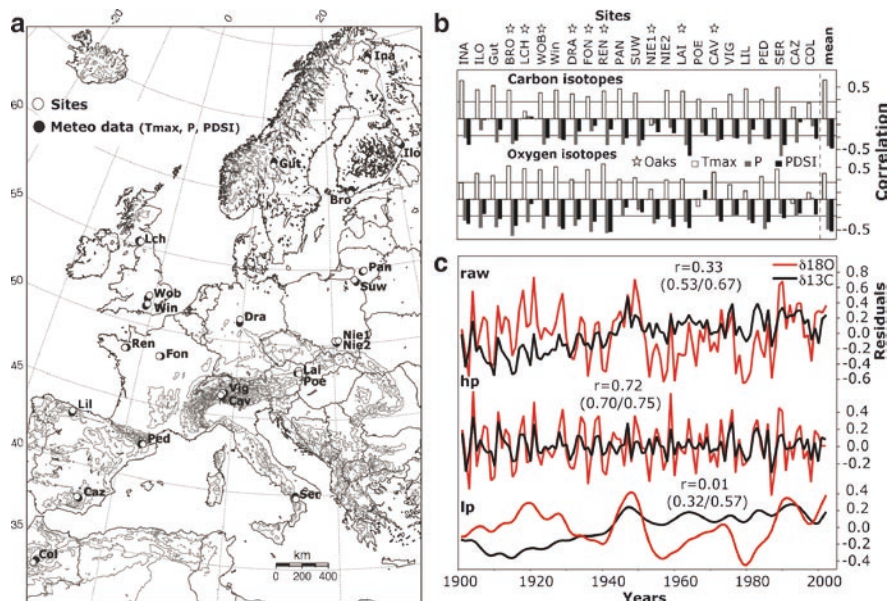 a
-20
0
20
60
55
50
45
40
35
0
10
20
Sites
Meteo data (Tmax, P, PDSI)
Ina
Ilo
Gut
Bro
Lch
Pan
Suw
Wob
Win
Dra
Nie1
Nie2
Ren
Fon
Lai
Poe
Vig
Cav
Lil
Ped
Caz
Ser
Col
km
0 200 400
b
Sites
INA ILO Gut BRO LCH WOB Win DRA FON REN PAN SUW NIE1 NIE2 LAI POE CAV VIG LIL PED SER CAZ COL mean
Carbon isotopes
0.5
-0.5
Oxygen isotopes
Oaks Tmax P PDSI
0.5
-0.5
Correlation
c
raw
r=0.33
(0.53/0.67)
δ18O
δ13C
0.8
0.6
0.4
0.2
0.0
-0.2
-0.4
-0.6
Residuals
hp
r=0.72
(0.70/0.75)
0.4
0.2
0.0
-0.2
lp
r=0.01
(0.32/0.57)
0.4
0.2
0.0
-0.2
-0.4
1900 1920 1940 1960 1980 2000
Years